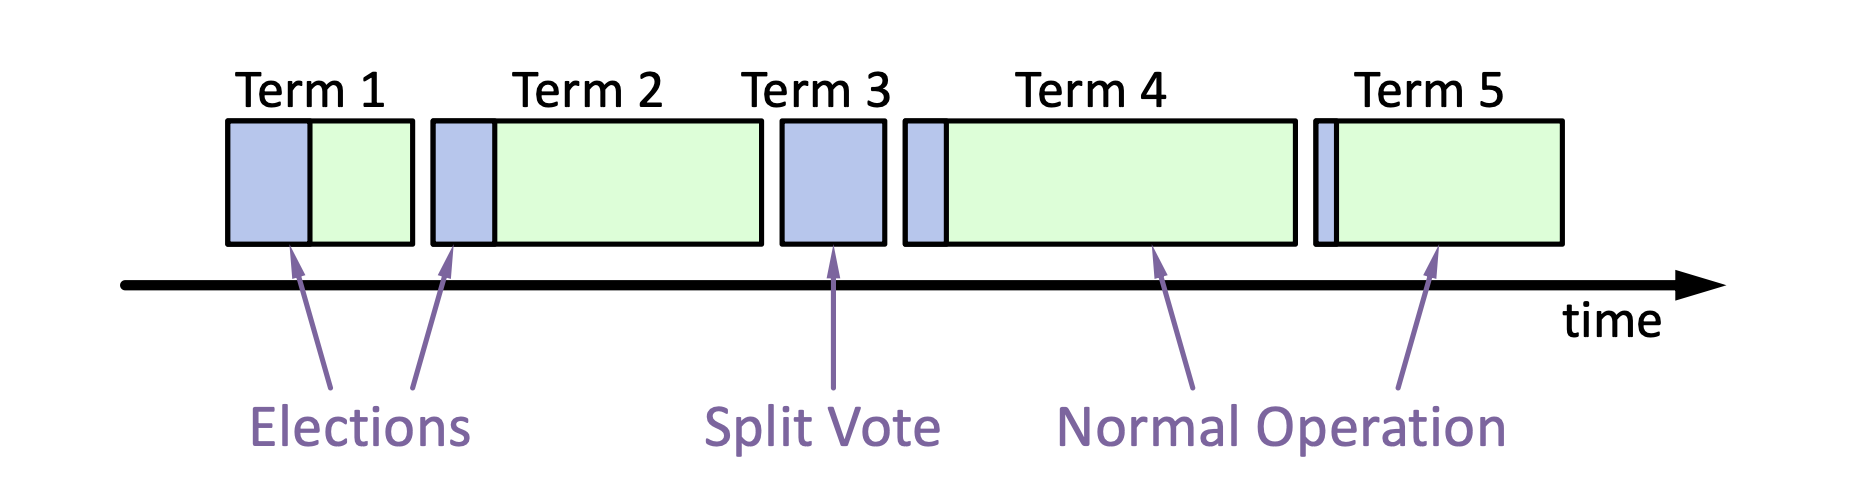 Term 1 Term 2 Term 3 Term 4 Term 5
time
Elections Split Vote Normal Operation